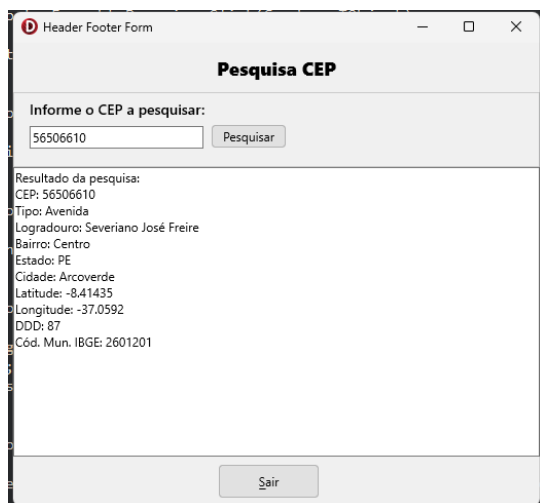 Header Footer Form
Pesquisa CEP
Informe o CEP a pesquisar:
56506610 Pesquisar
Resultado da pesquisa:
CEP: 56506610
Tipo: Avenida
Logradouro: Severiano José Freire
Bairro: Centro
Estado: PE
Cidade: Arcoverde
Latitude: -8.41435
Longitude: -37.0592
DDD: 87
Cód. Mun. IBGE: 2601201
Sair